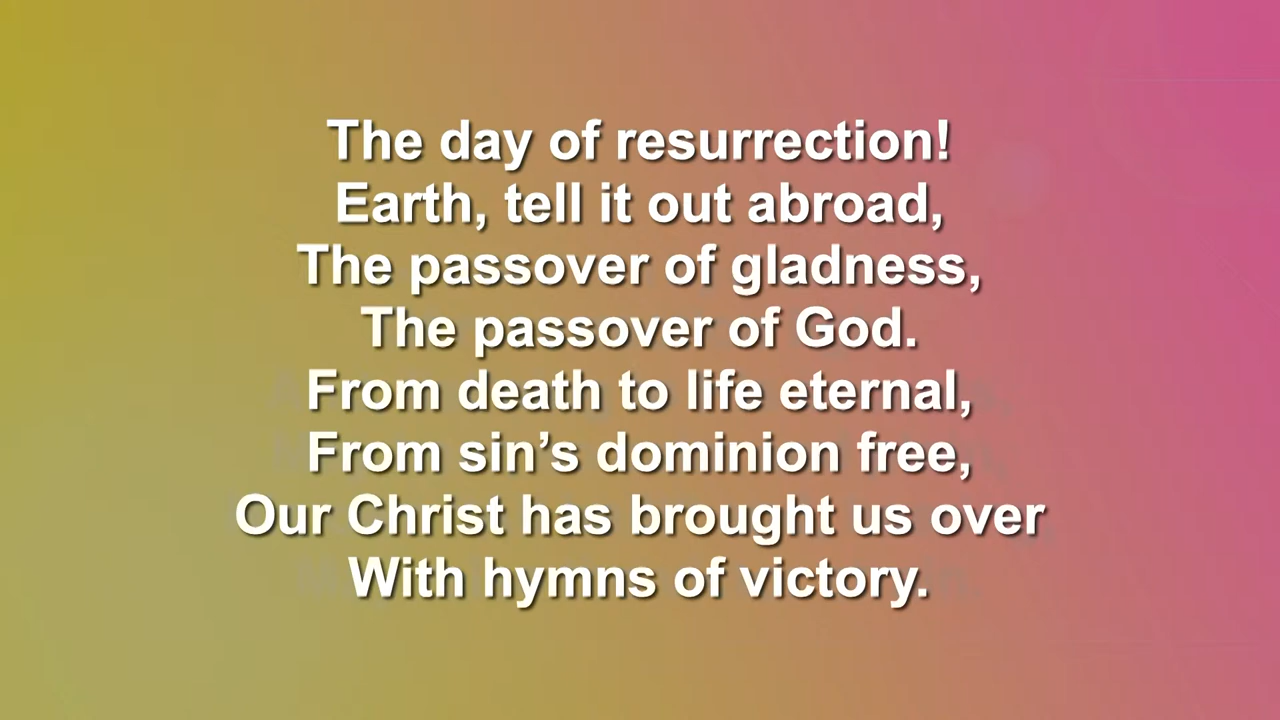 The day of resurrection!
Earth, tell it out abroad,
The passover of gladness,
The passover of God.
From death to life eternal,
From sin’s dominion free,
Our Christ has brought us over
With hymns of victory.